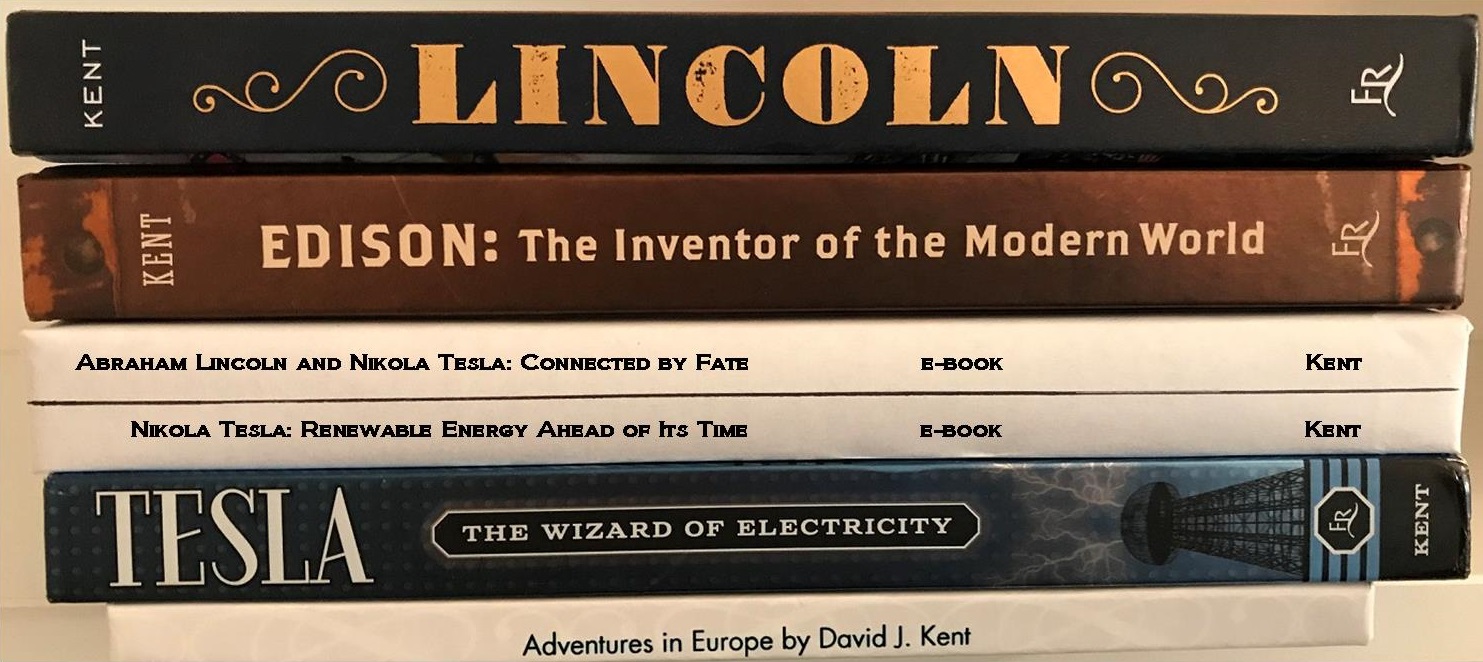 KENT LINCOLN FR
KENT EDISON: The Inventor of the Modern World FR
ABRAHAM LINCOLN AND NIKOLA TESLA: CONNECTED BY FATE E-BOOK KENT
NIKOLA TESLA: RENEWABLE ENERGY AHEAD OF ITS TIME E-BOOK KENT
TESLA THE WIZARD OF ELECTRICITY FR KENT
Adventures in Europe by David J. Kent